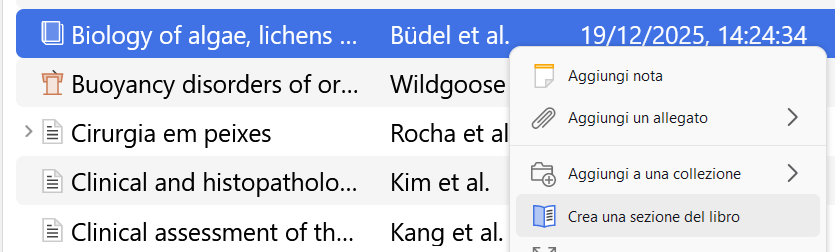 Biology of algae, lichens ... Büdel et al. 19/12/2025, 14:24:34
Buoyancy disorders of or... Wildgoose
Cirurgia em peixes Rocha et al
Clinical and histopatholo... Kim et al.
Clinical assessment of th... Kang et al.
Aggiungi nota
Aggiungi un allegato
Aggiungi a una collezione
Crea una sezione del libro